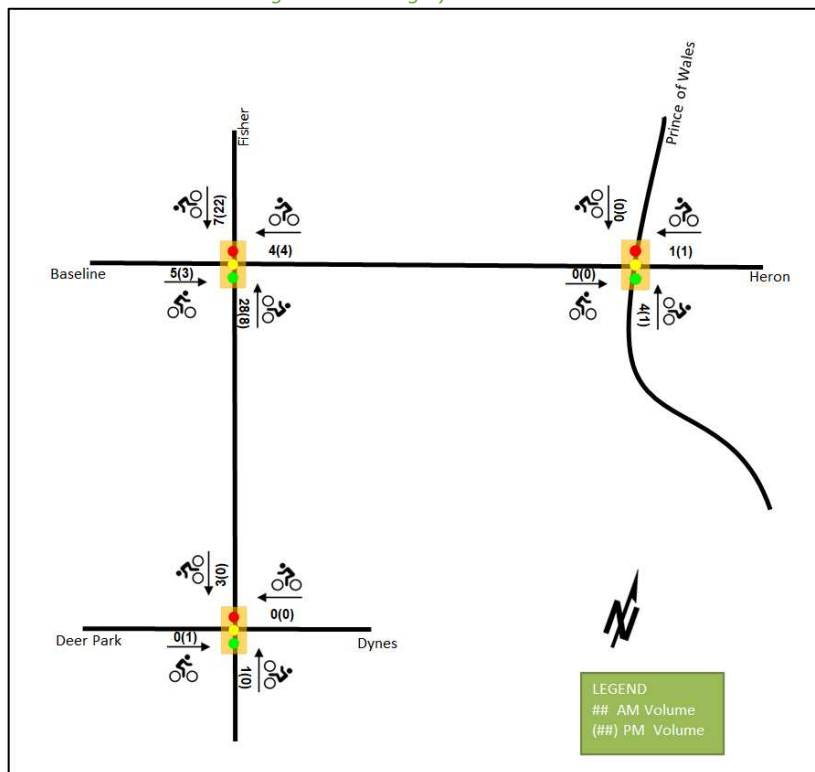 Prince of Wales
Fisher
7(22)
0(0)
4(4)
1(1)
Baseline
5(3)
0(0)
Heron
28(8)
4(1)
3(0)
0(0)
Deer Park
0(1)
Dynes
1(0)
N
LEGEND
## AM Volume
(##) PM Volume